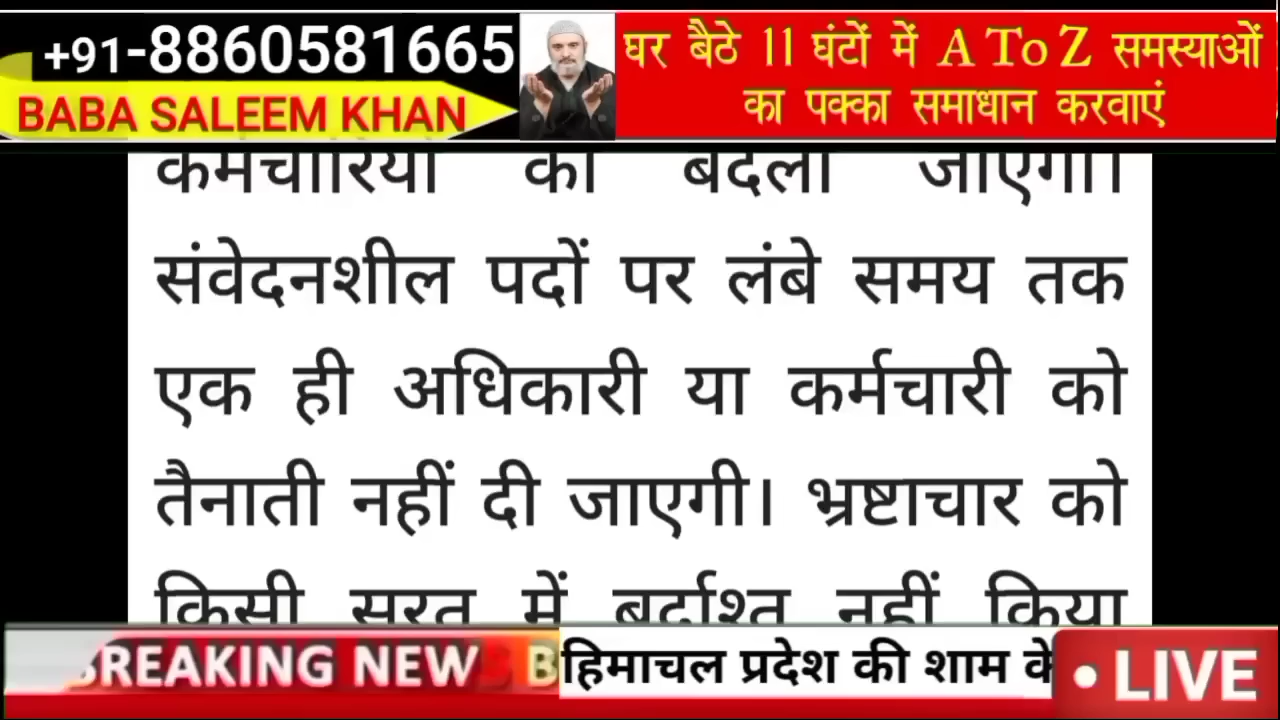 +91-8860581665
BABA SALEEM KHAN
घर बैठे 11 घंटों में A To Z समस्याओं
का पक्का समाधान करवाएं
कर्मचारियों को बदला जाएगा।
संवेदनशील पदों पर लंबे समय तक
एक ही अधिकारी या कर्मचारी को
तैनाती नहीं दी जाएगी। भ्रष्टाचार को
किसी सूरत में बर्दाश्त नहीं किया
BREAKING NEWS B
हिमाचल प्रदेश की शाम के
• LIVE